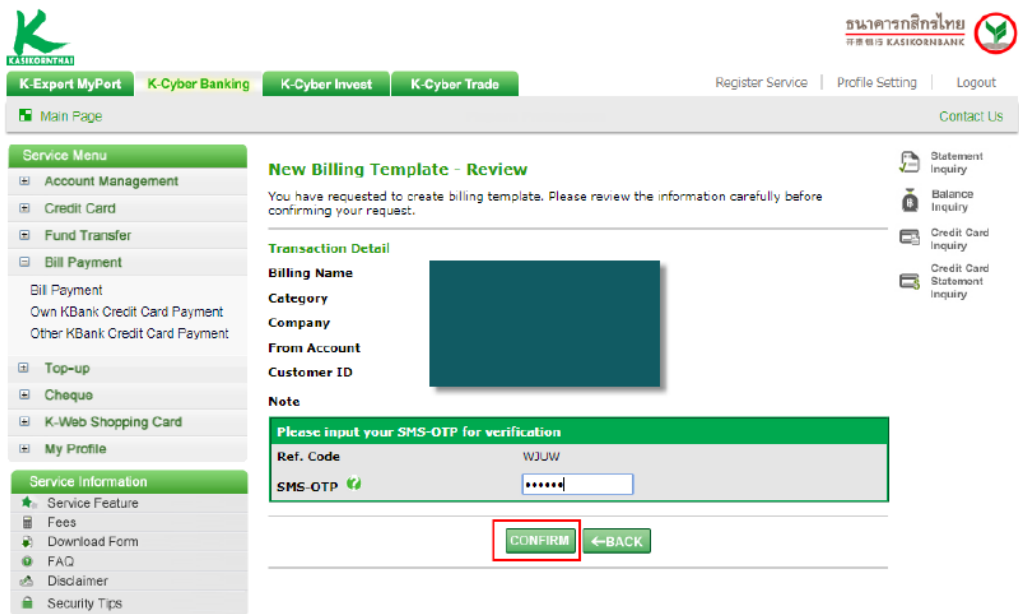 K
KASIKORNTHAI
ธนาคารกสิกรไทย
开泰银行 KASIKORNBANK
K-Expert MyPort
K-Cyber Banking
K-Cyber Invest
K-Cyber Trade
Register Service | Profile Setting | Logout
Main Page
Contact Us
Service Menu
Account Management
Credit Card
Fund Transfer
Bill Payment
Bill Payment
Own KBank Credit Card Payment
Other KBank Credit Card Payment
Top-up
Cheque
K-Web Shopping Card
My Profile
Service Information
Service Feature
Fees
Download Form
FAQ
Disclaimer
Security Tips
New Billing Template - Review
You have requested to create billing template. Please review the information carefully before
confirming your request.
Transaction Detail
Billing Name
Category
Company
From Account
Customer ID
Note
Please input your SMS-OTP for verification
Ref. Code WJUW
SMS-OTP ? ••••••
CONFIRM
←BACK
Statement
Inquiry
Balance
Inquiry
Credit Card
Inquiry
Credit Card
Statement
Inquiry